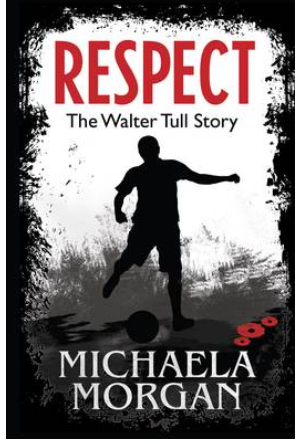 RESPECT
The Walter Tull Story
MICHAELA
MORGAN